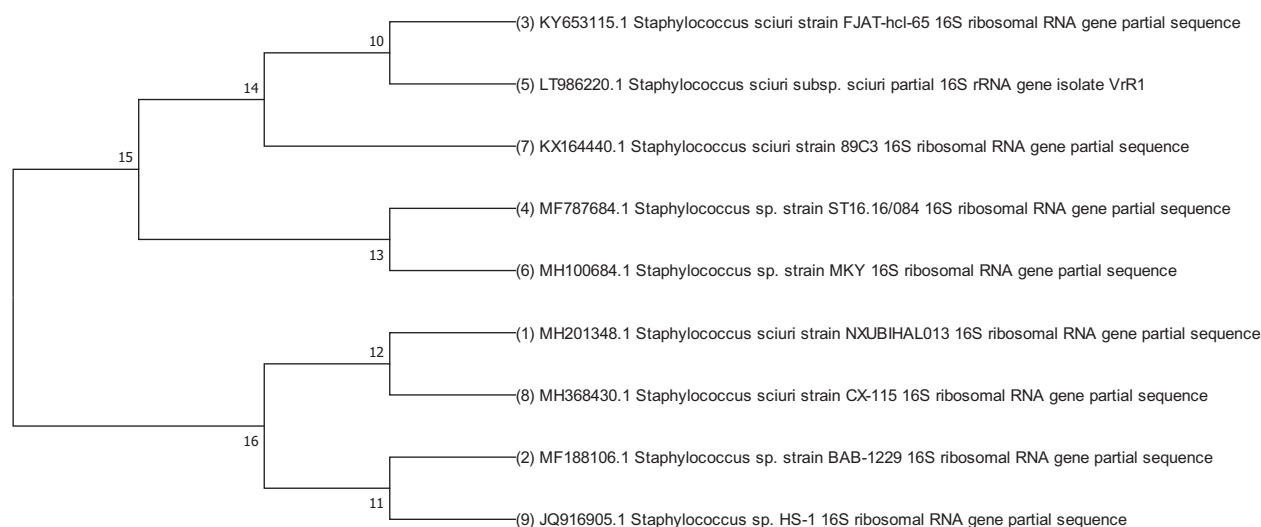 (3) KY653115.1 Staphylococcus sciuri strain FJAT-hcl-65 16S ribosomal RNA gene partial sequence
10
(5) LT986220.1 Staphylococcus sciuri subsp. sciuri partial 16S rRNA gene isolate VrR1
14
(7) KX164440.1 Staphylococcus sciuri strain 89C3 16S ribosomal RNA gene partial sequence
15
(4) MF787684.1 Staphylococcus sp. strain ST16.16/084 16S ribosomal RNA gene partial sequence
13
(6) MH100684.1 Staphylococcus sp. strain MKY 16S ribosomal RNA gene partial sequence
(1) MH201348.1 Staphylococcus sciuri strain NXUBIHAL013 16S ribosomal RNA gene partial sequence
12
(8) MH368430.1 Staphylococcus sciuri strain CX-115 16S ribosomal RNA gene partial sequence
16
(2) MF188106.1 Staphylococcus sp. strain BAB-1229 16S ribosomal RNA gene partial sequence
11
(9) JQ916905.1 Staphylococcus sp. HS-1 16S ribosomal RNA gene partial sequence